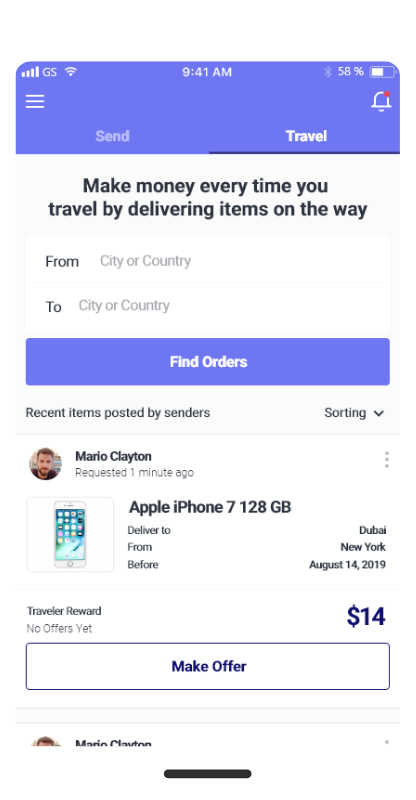 GS 9:41 AM 58 %
Send Travel
Make money every time you
travel by delivering items on the way
From City or Country
To City or Country
Find Orders
Recent items posted by senders Sorting
Mario Clayton
Requested 1 minute ago
Apple iPhone 7 128 GB
Deliver to Dubai
From New York
Before August 14, 2019
Traveler Reward
No Offers Yet
$14
Make Offer
Mario Clayton